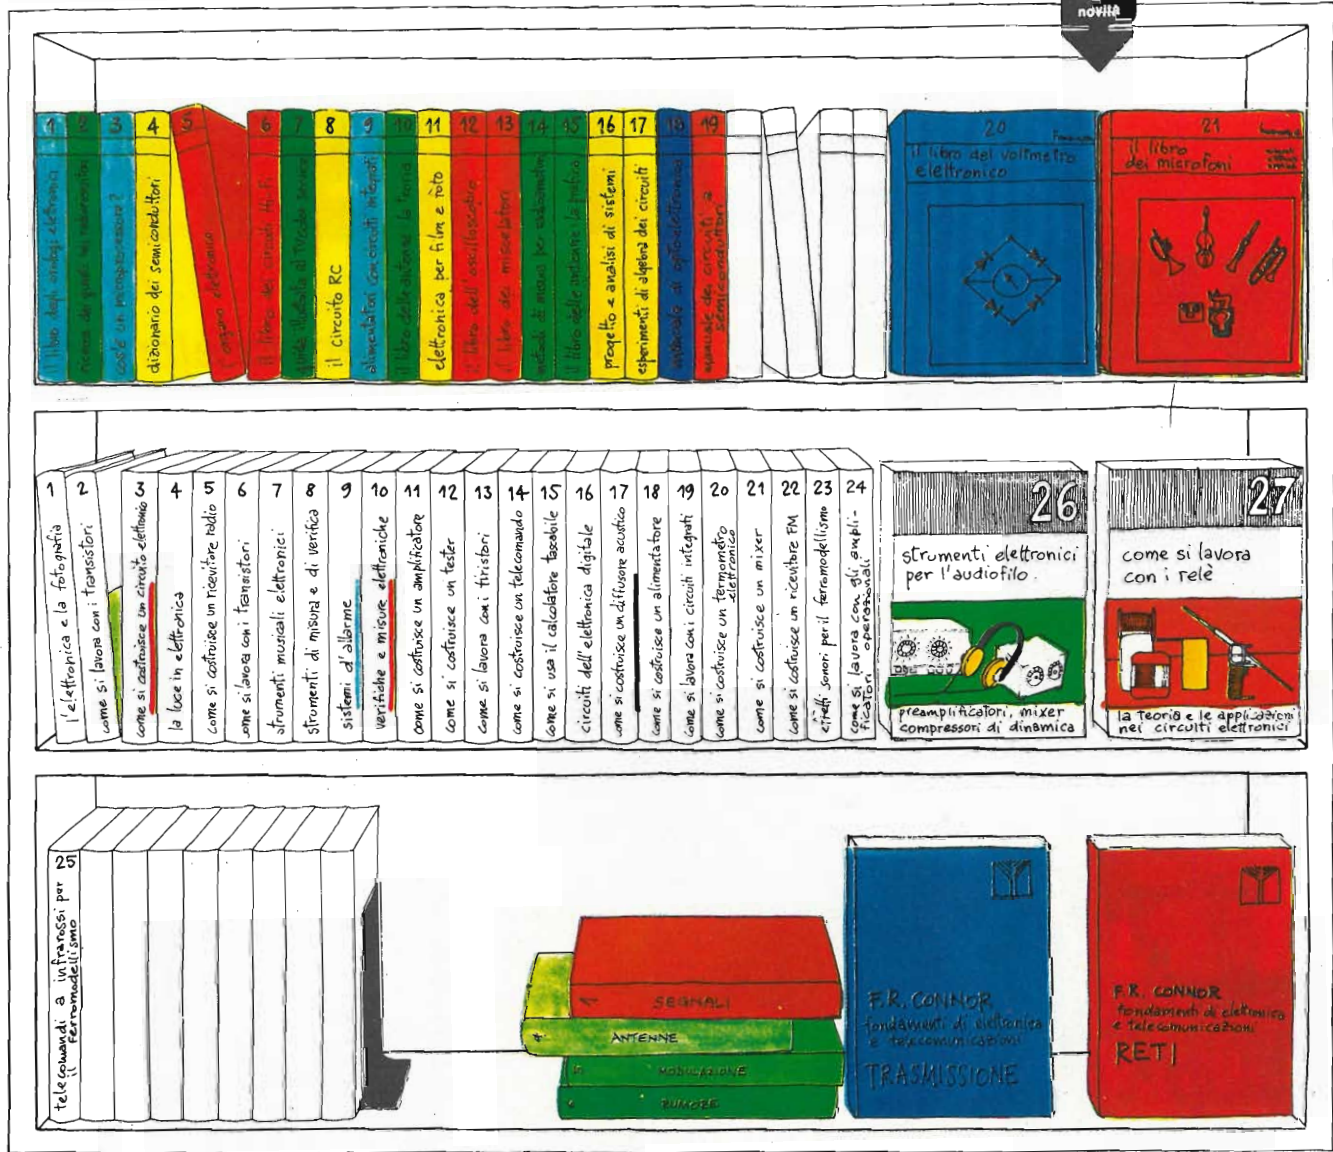 novità
1
il libro degli orologi elettronici
2
ricerca dei guasti nei radioricevitori
3
cos'è un microprocessore?
4
dizionario dei semiconduttori
5
l'organo elettronico
6
il libro dei circuiti Hi-Fi
7
guida illustrata al TVcolor service
8
il circuito RC
9
alimentatori con circuiti integrati
10
il libro delle antenne: la teoria
11
elettronica per film e foto
12
il libro dell'oscilloscopio
13
il libro dei miscelatori
14
metodi di misura per radioamatori
15
il libro delle antenne: la pratica
16
progetto e analisi di sistemi
17
esperimenti di algebra dei circuiti
18
manuale di optoelettronica
19
manuale dei circuiti a
semiconduttori
20
il libro del voltmetro
elettronico
21
il libro
dei microfoni
1
l'elettronica e la fotografia
2
come si lavora con i transistori
3
come si costruisce un circuito elettronico
4
la luce in elettronica
5
come si costruisce un ricevitore radio
6
come si lavora con i transistori
7
strumenti musicali elettronici
8
strumenti di misura e di verifica
9
sistemi d'allarme
10
verifiche e misure elettroniche
11
come si costruisce un amplificatore
12
come si costruisce un tester
13
come si lavora con i tiristori
14
come si costruisce un telecomando
15
come si usa il calcolatore tascabile
16
circuiti dell'elettronica digitale
17
come si costruisce un diffusore acustico
18
come si costruisce un alimentatore
19
come si lavora con i circuiti integrati
20
come si costruisce un termometro
elettronico
21
come si costruisce un mixer
22
come si costruisce un ricevitore FM
23
effetti sonori per il ferromodellismo
24
come si lavora con gli ampli-
ficatori operazionali
26
strumenti elettronici
per l'audiofilo
preamplificatori, mixer
compressori di dinamica
27
come si lavora
con i relè
la teoria e le applicazioni
nei circuiti elettronici
25
telecomandi a infrarossi per
il ferromodellismo
1 SEGNALI
4 ANTENNE
5 MODULAZIONE
6 RUMORE
F.R. CONNOR
fondamenti di elettronica
e telecomunicazioni
TRASMISSIONE
F.R. CONNOR
fondamenti di elettronica
e telecomunicazioni
RETI